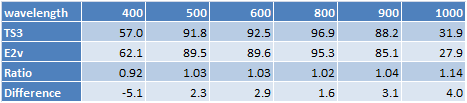 wavelength 400 500 600 800 900 1000
TS3 57.0 91.8 92.5 96.9 88.2 31.9
E2v 62.1 89.5 89.6 95.3 85.1 27.9
Ratio 0.92 1.03 1.03 1.02 1.04 1.14
Difference -5.1 2.3 2.9 1.6 3.1 4.0